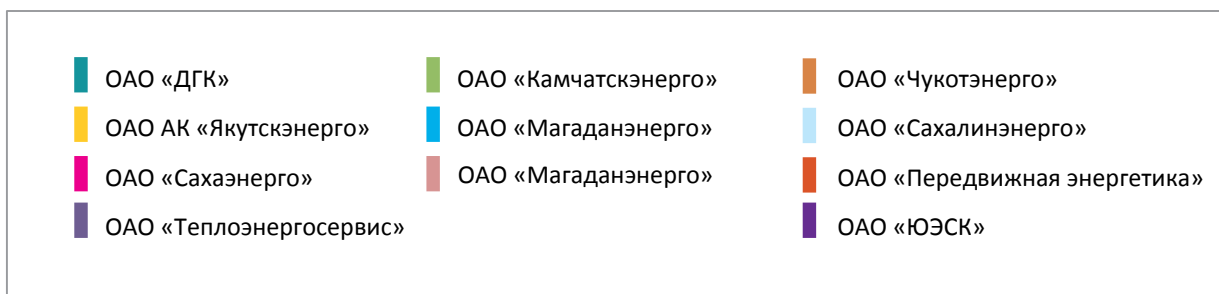 ОАО «ДГК»
ОАО АК «Якутскэнерго»
ОАО «Сахаэнерго»
ОАО «Теплоэнергосервис»
ОАО «Камчатскэнерго»
ОАО «Магаданэнерго»
ОАО «Магаданэнерго»
ОАО «Чукотэнерго»
ОАО «Сахалинэнерго»
ОАО «Передвижная энергетика»
ОАО «ЮЭСК»